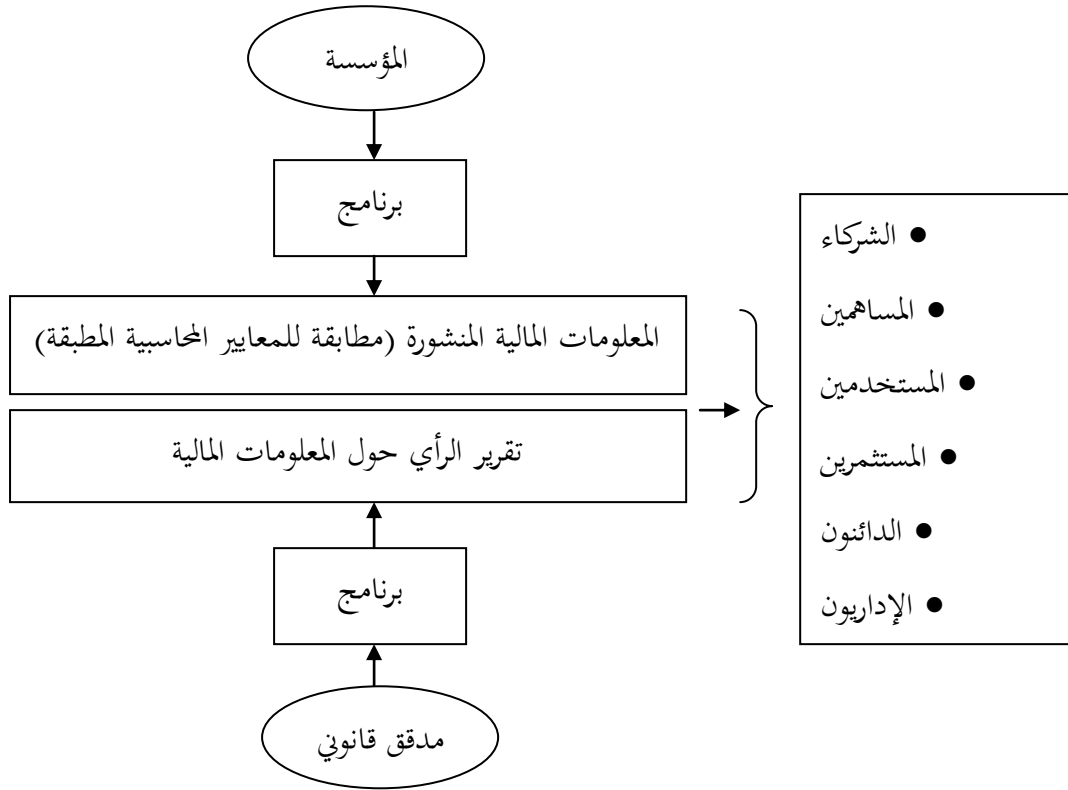 المؤسسة
برنامج
المعلومات المالية المنشورة (مطابقة للمعايير المحاسبية المطبقة)
تقرير الرأي حول المعلومات المالية
برنامج
مدقق قانوني
● الشركاء
● المساهمين
● المستخدمين
● المستثمرين
● الدائنون
● الإداريون